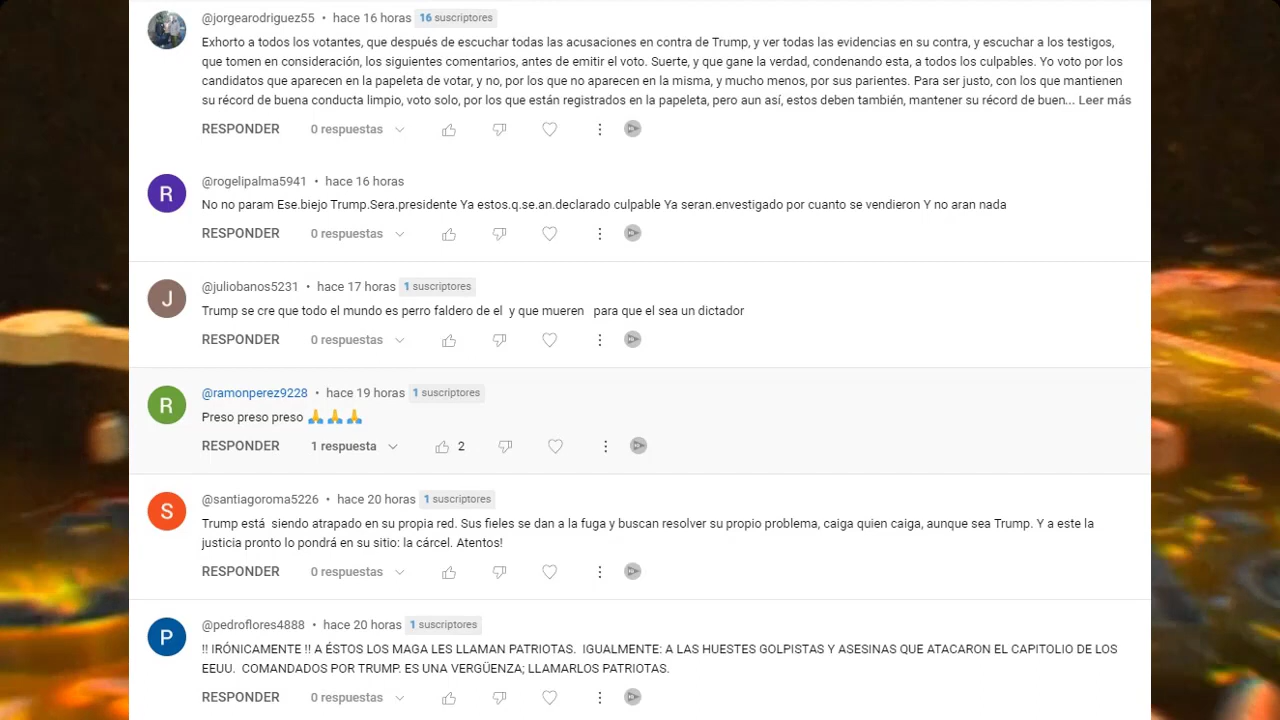 @jorgearodriguez55 • hace 16 horas 16 suscriptores
Exhorto a todos los votantes, que después de escuchar todas las acusaciones en contra de Trump, y ver todas las evidencias en su contra, y escuchar a los testigos,
que tomen en consideración, los siguientes comentarios, antes de emitir el voto. Suerte, y que gane la verdad, condenando esta, a todos los culpables. Yo voto por los
candidatos que aparecen en la papeleta de votar, y no, por los que no aparecen en la misma, y mucho menos, por sus parientes. Para ser justo, con los que mantienen
su récord de buena conducta limpio, voto solo, por los que están registrados en la papeleta, pero aun así, estos deben también, mantener su récord de buen... Leer más
RESPONDER 0 respuestas
R @rogelipalma5941 • hace 16 horas
No no param Ese.biejo Trump.Sera.presidente Ya estos.q.se.an.declarado culpable Ya seran.envestigado por cuanto se vendieron Y no aran nada
RESPONDER 0 respuestas
J @juliobanos5231 • hace 17 horas 1 suscriptores
Trump se cre que todo el mundo es perro faldero de el y que mueren para que el sea un dictador
RESPONDER 0 respuestas
R @ramonperez9228 • hace 19 horas 1 suscriptores
Preso preso preso 🙏🙏🙏
RESPONDER 1 respuesta 2
S @santiagoroma5226 • hace 20 horas 1 suscriptores
Trump está siendo atrapado en su propia red. Sus fieles se dan a la fuga y buscan resolver su propio problema, caiga quien caiga, aunque sea Trump. Y a este la
justicia pronto lo pondrá en su sitio: la cárcel. Atentos!
RESPONDER 0 respuestas
P @pedroflores4888 • hace 20 horas 1 suscriptores
!! IRÓNICAMENTE !! A ÉSTOS LOS MAGA LES LLAMAN PATRIOTAS. IGUALMENTE: A LAS HUESTES GOLPISTAS Y ASESINAS QUE ATACARON EL CAPITOLIO DE LOS
EEUU. COMANDADOS POR TRUMP. ES UNA VERGÜENZA; LLAMARLOS PATRIOTAS.
RESPONDER 0 respuestas